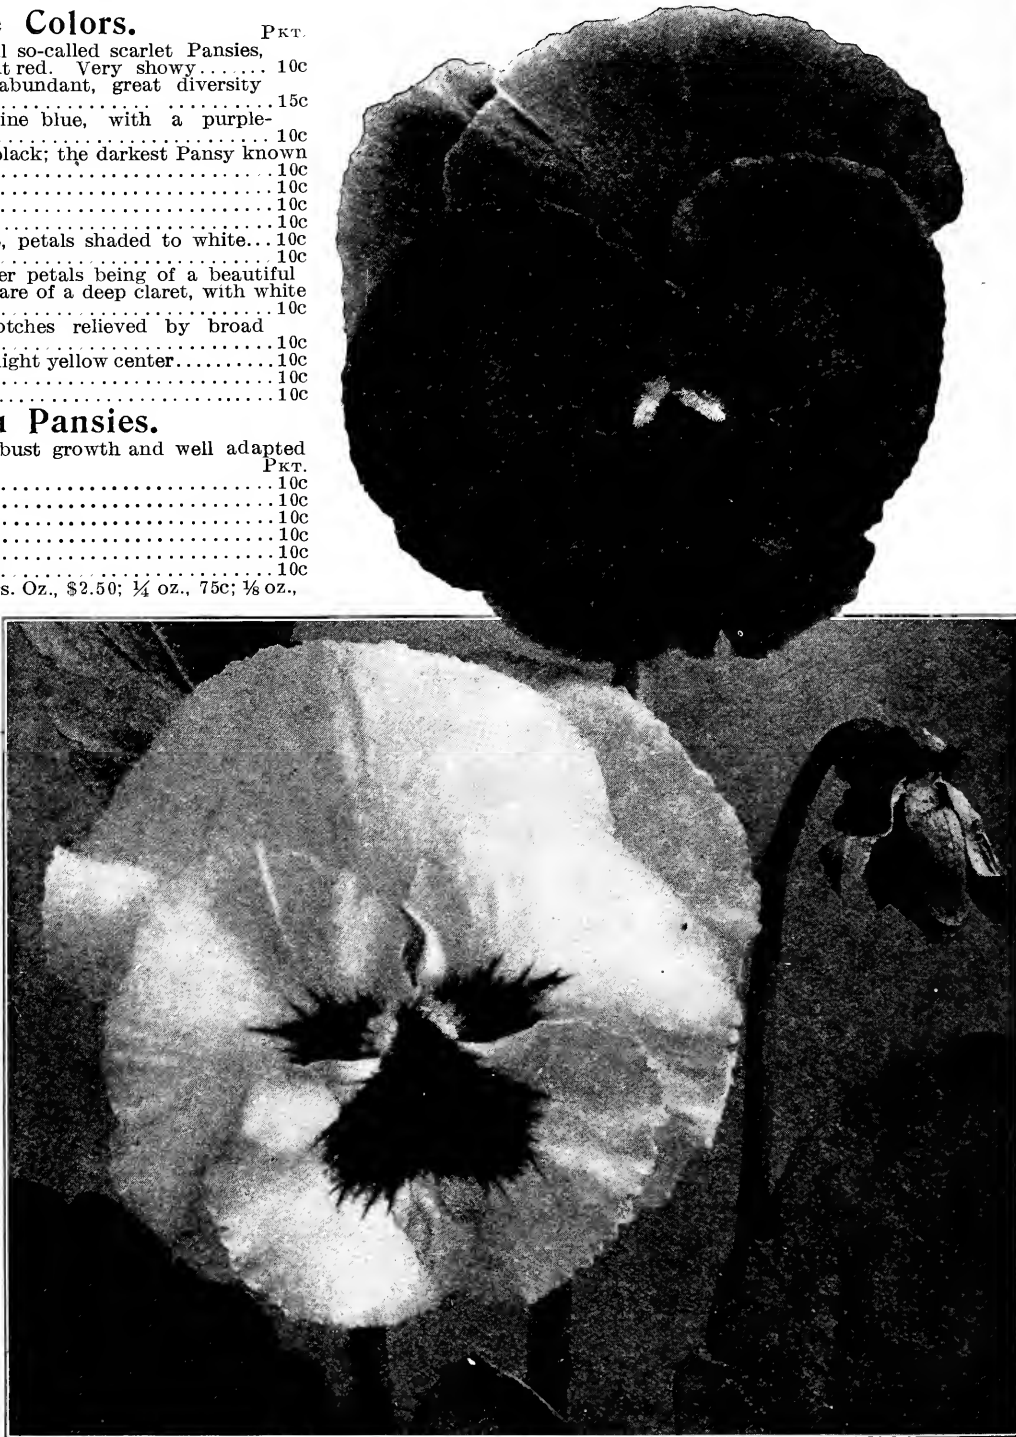 e Colors. PKT.
l so-called scarlet Pansies,
t red. Very showy....... 10c
abundant, great diversity
.......................15c
ine blue, with a purple-
.......................10c
black; the darkest Pansy known
.......................10c
.......................10c
.......................10c
.......................10c
, petals shaded to white...10c
.......................10c
er petals being of a beautiful
are of a deep claret, with white
.......................10c
otches relieved by broad
.......................10c
ight yellow center..........10c
.......................10c
.......................10c
Pansies.
bust growth and well adapted
PKT.
.......................10c
.......................10c
.......................10c
.......................10c
.......................10c
.......................10c
s. Oz., $2.50; ¼ oz., 75c; ⅛ oz.,